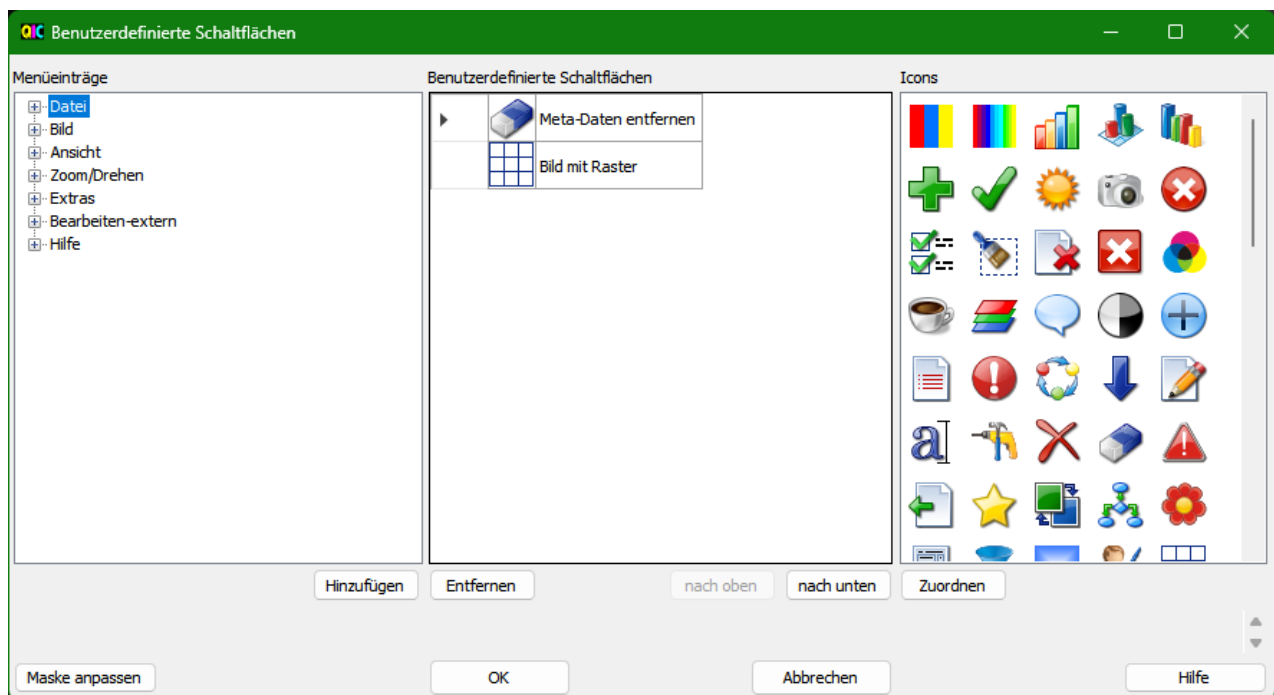 QIC Benutzerdefinierte Schaltflächen
Menüeinträge
Datei
Bild
Ansicht
Zoom/Drehen
Extras
Bearbeiten-extern
Hilfe
Benutzerdefinierte Schaltflächen
Meta-Daten entfernen
Bild mit Raster
Icons
a
Hinzufügen
Entfernen
nach oben
nach unten
Zuordnen
Maske anpassen
OK
Abbrechen
Hilfe